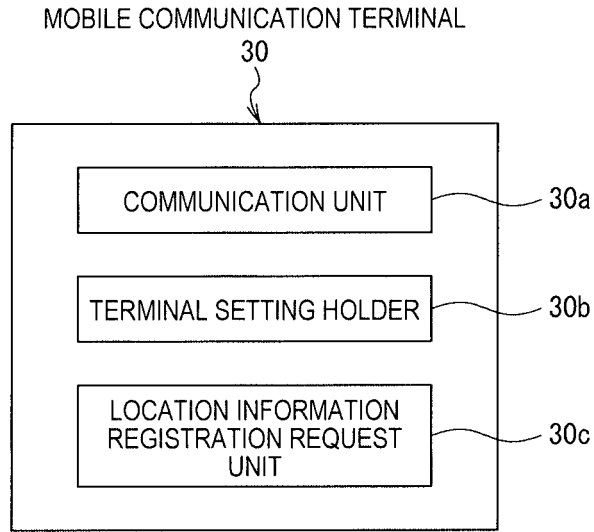 MOBILE COMMUNICATION TERMINAL
30
COMMUNICATION UNIT
30a
TERMINAL SETTING HOLDER
30b
LOCATION INFORMATION
REGISTRATION REQUEST
UNIT
30c